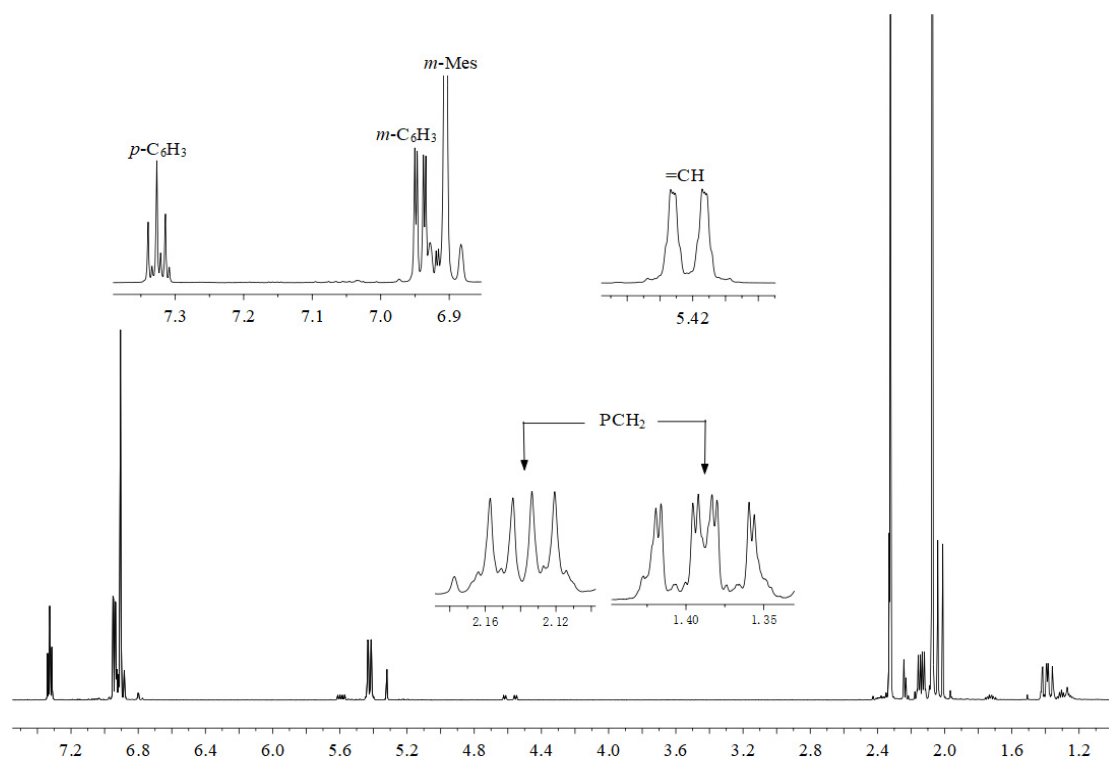 m-Mes
m-C₆H₃
p-C₆H₃
=CH
7.3 7.2 7.1 7.0 6.9
5.42
PCH₂
2.16 2.12
1.40 1.35
7.2 6.8 6.4 6.0 5.6 5.2 4.8 4.4 4.0 3.6 3.2 2.8 2.4 2.0 1.6 1.2